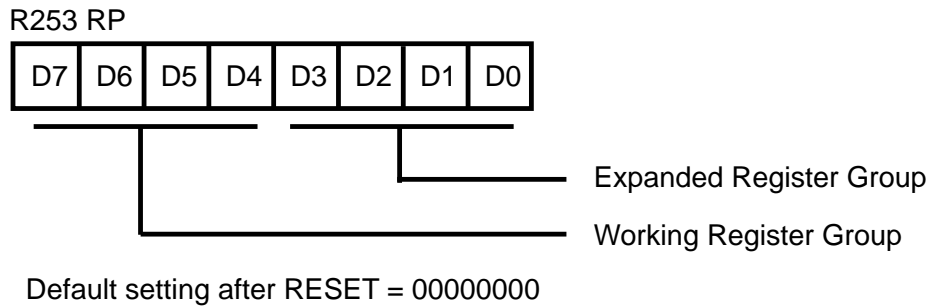 R253 RP
D7 D6 D5 D4 D3 D2 D1 D0
Expanded Register Group
Working Register Group
Default setting after RESET = 00000000